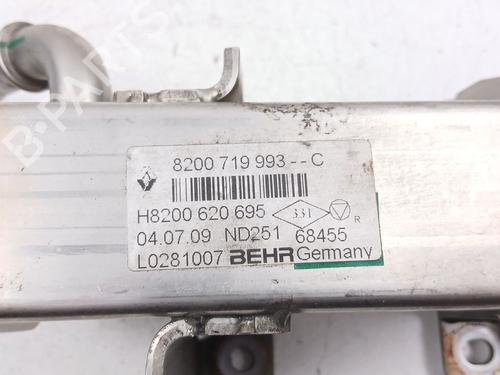 8200 719 993 -- C
H8200 620 695 331 R
04.07.09 ND251 68455
L0281007 BEHR Germany
B-PARTS